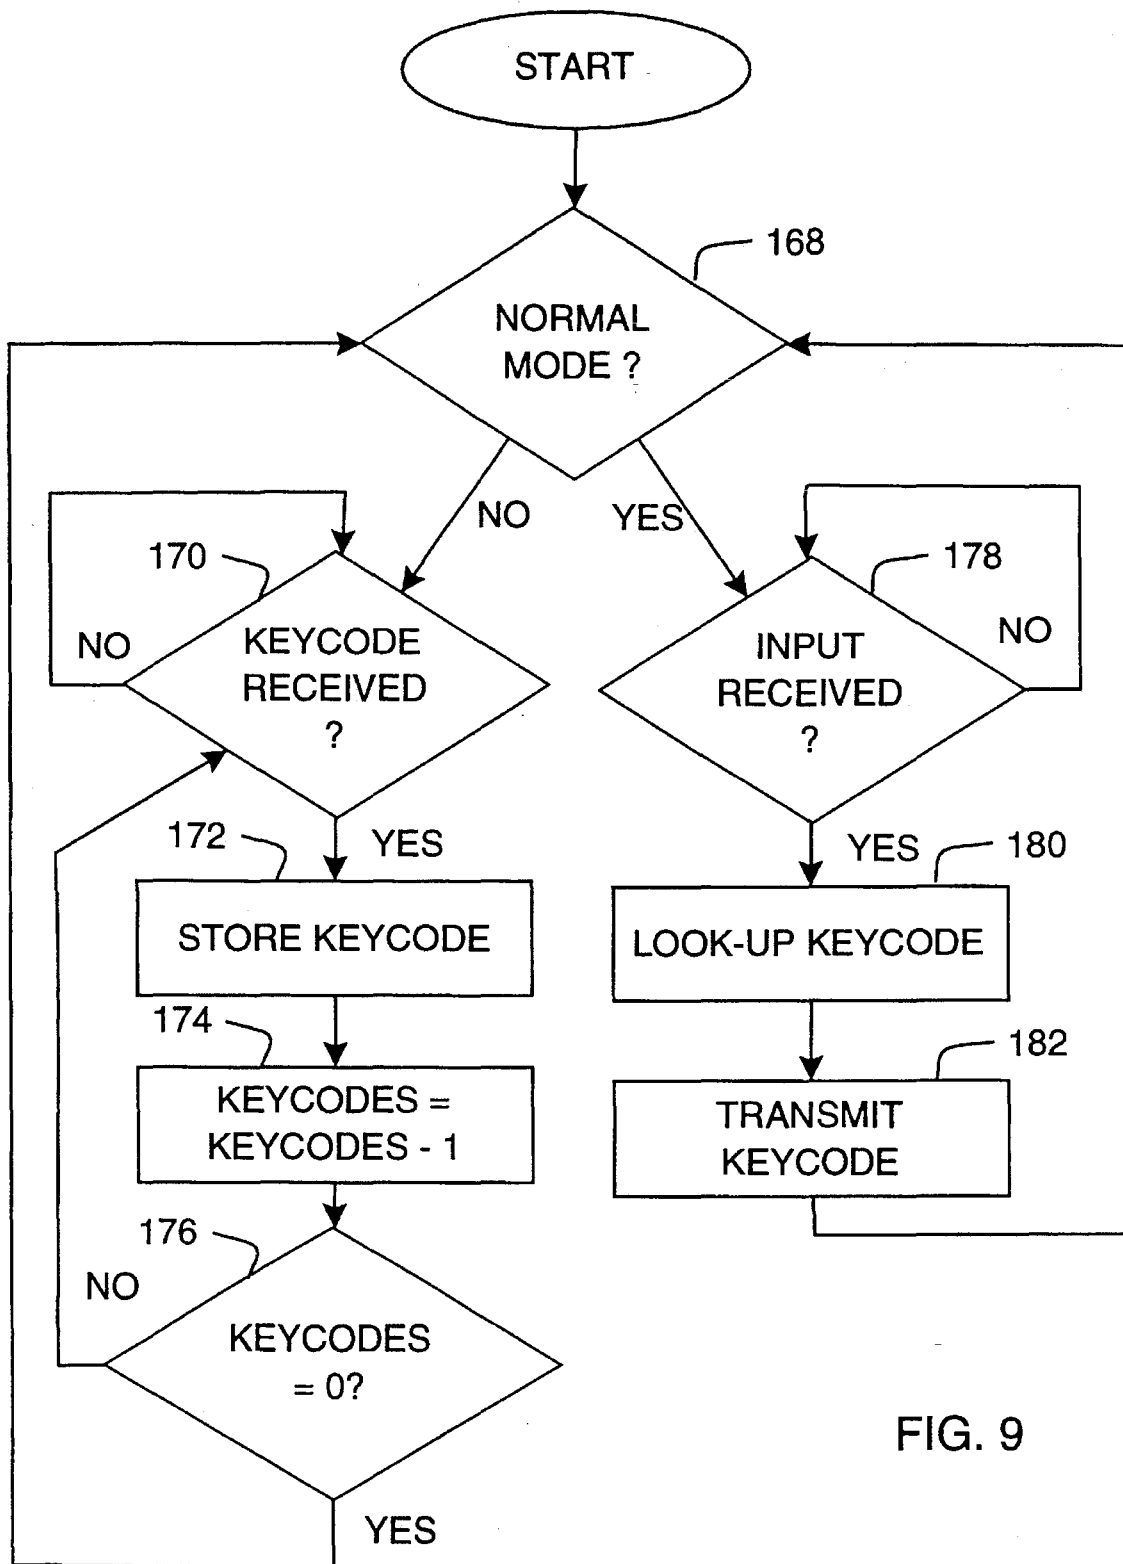 START
168
NORMAL
MODE ?
NO
YES
170
NO
KEYCODE
RECEIVED
?
178
NO
INPUT
RECEIVED
?
172
YES
STORE KEYCODE
YES
180
LOOK-UP KEYCODE
174
KEYCODES =
KEYCODES - 1
182
TRANSMIT
KEYCODE
176
NO
KEYCODES
= 0?
YES
FIG. 9